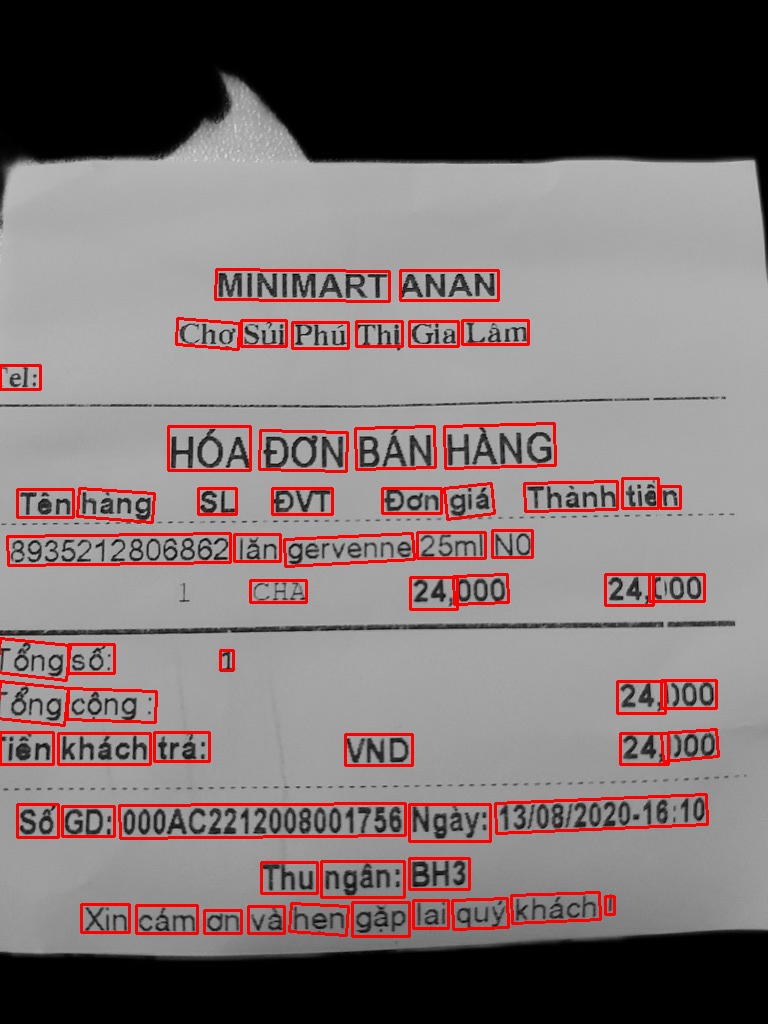 MINIMART ANAN
Chợ Sủi Phú Thị Gia Lâm
Tel:
HÓA ĐƠN BÁN HÀNG
Tên hàng SL ĐVT Đơn giá Thành tiền
8935212806862 lăn gervenne 25ml NO
1 CHA 24,000 24,000
Tổng số: 1
Tổng cộng : 24,000
Tiền khách trả: VND 24,000
Số GD: 000AC2212008001756 Ngày: 13/08/2020-16:10
Thu ngân: BH3
Xin cám ơn và hen gặp lai quý khách !